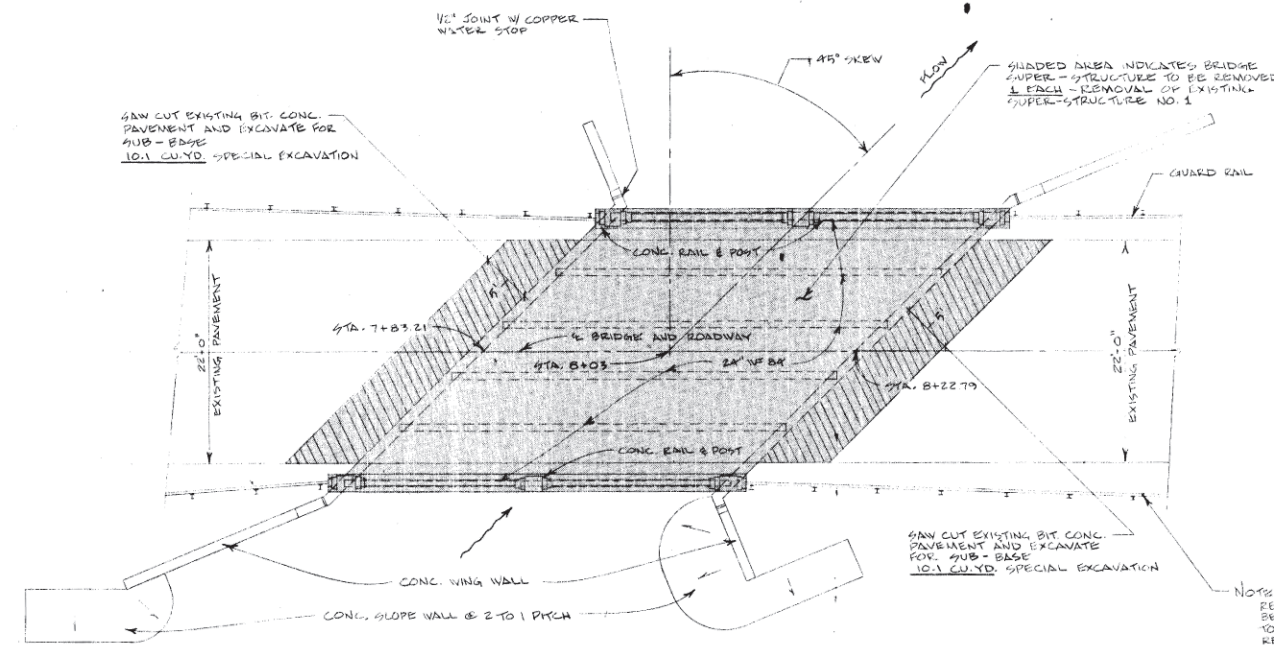 1/2" JOINT W/ COPPER
WATER STOP
45° SKEW
FLOW
SHADED AREA INDICATES BRIDGE
SUPER-STRUCTURE TO BE REMOVED
1 EACH - REMOVAL OF EXISTING
SUPER-STRUCTURE NO. 1
SAW CUT EXISTING BIT. CONC.
PAVEMENT AND EXCAVATE FOR
SUB-BASE
10.1 CU.YD. SPECIAL EXCAVATION
GUARD RAIL
CONC. RAIL & POST
22'-0"
EXISTING PAVEMENT
5'
5'
22'-0"
EXISTING PAVEMENT
STA. 7+83.21
℄ BRIDGE AND ROADWAY
STA. 8+03
24" WF 84
STA. 8+22.79
CONC. RAIL & POST
SAW CUT EXISTING BIT. CONC.
PAVEMENT AND EXCAVATE
FOR SUB-BASE
10.1 CU.YD. SPECIAL EXCAVATION
CONC. WING WALL
CONC. SLOPE WALL @ 2 TO 1 PITCH
NOTE
RE
BE
TO
RE